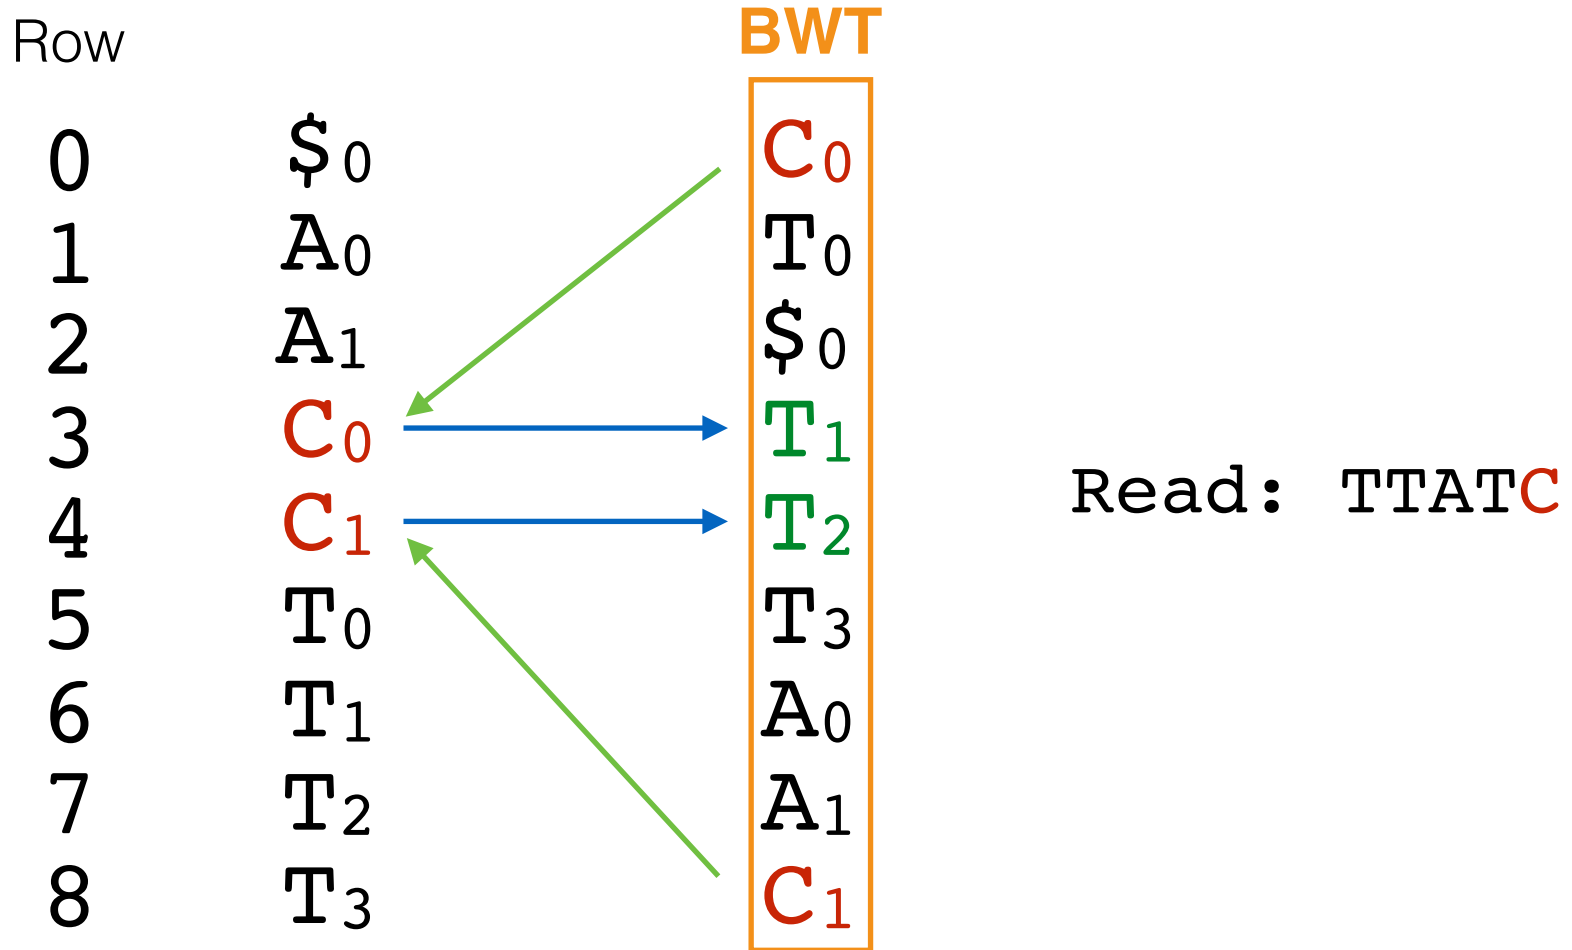 Row BWT
0 $0 C0
1 A0 T0
2 A1 $0
3 C0 T1
Read: TTATC
4 C1 T2
5 T0 T3
6 T1 A0
7 T2 A1
8 T3 C1